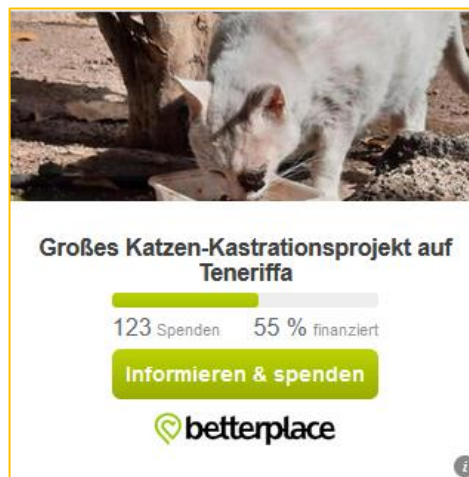 Großes Katzen-Kastrationsprojekt auf
Teneriffa
123 Spenden 55 % finanziert
Informieren & spenden
betterplace
i